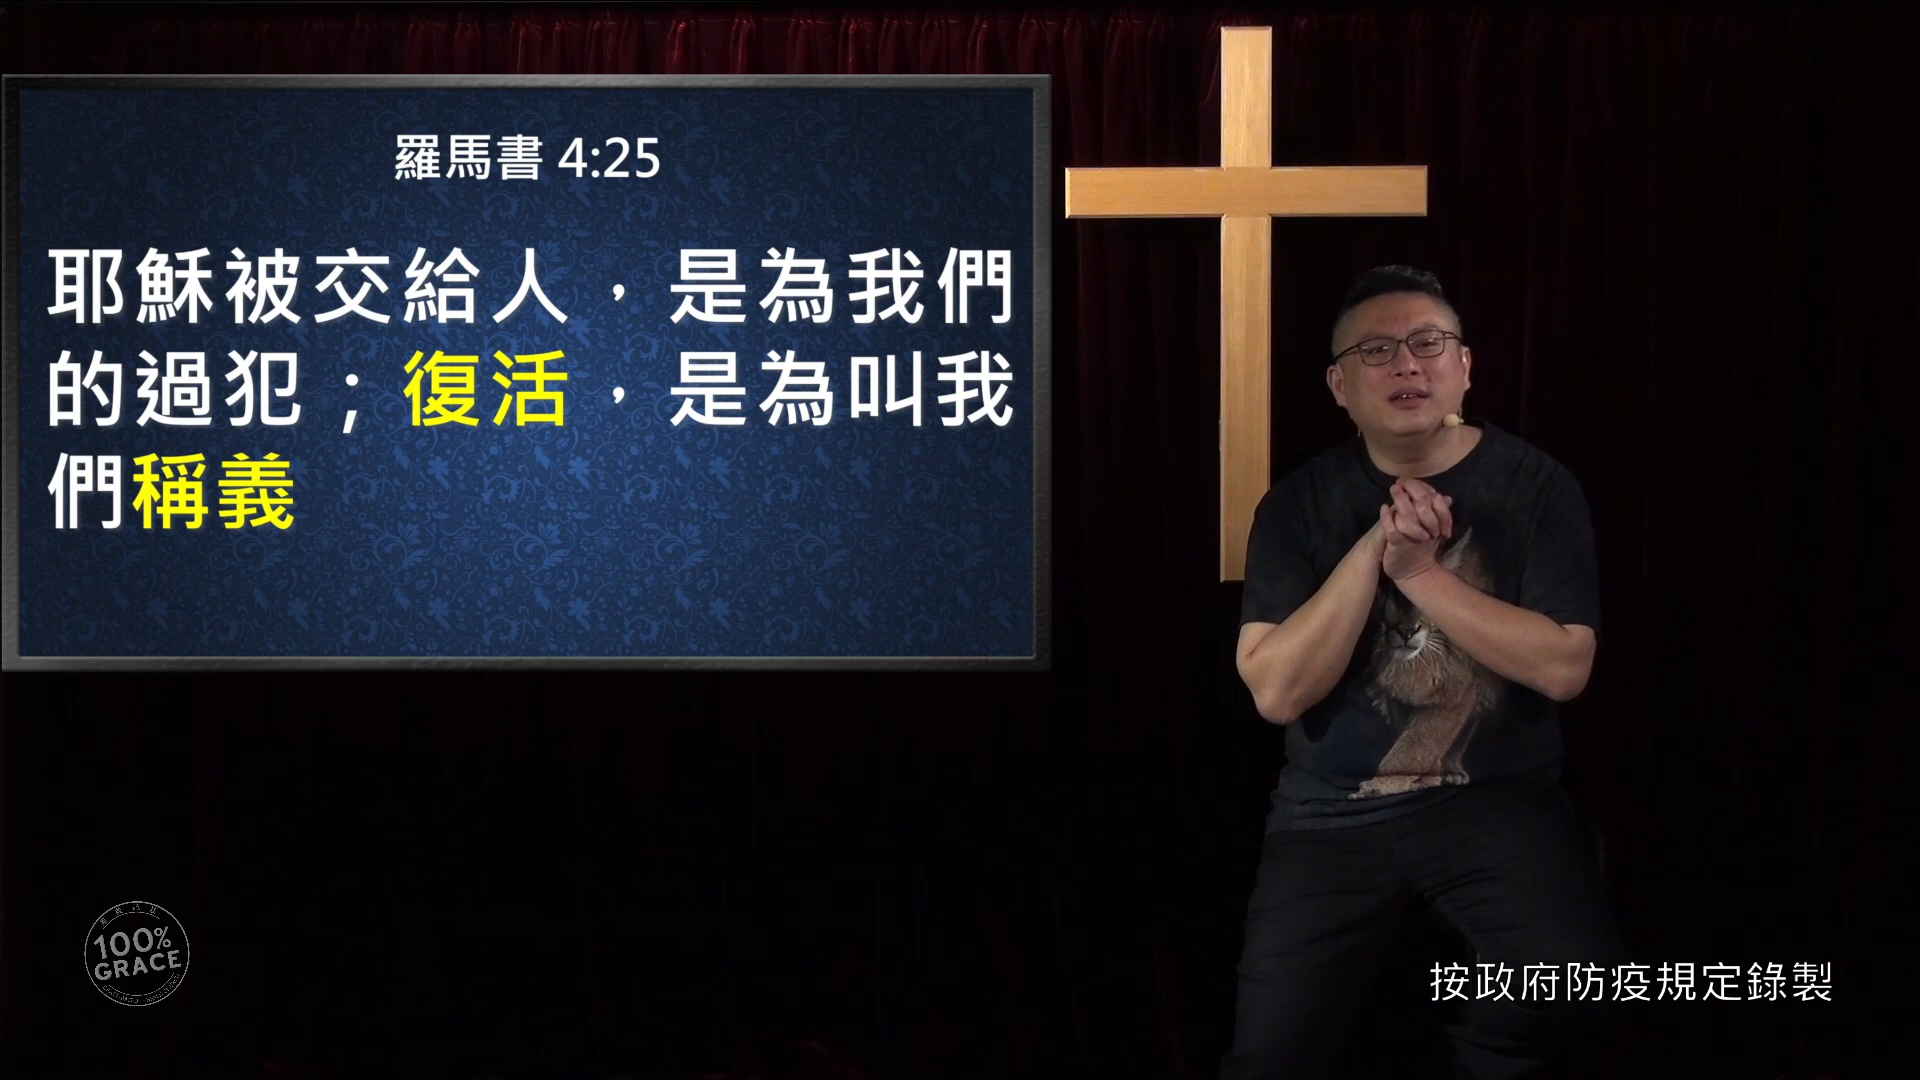 羅馬書 4:25
耶穌被交給人，是為我們
的過犯；復活，是為叫我
們稱義
100%
GRACE
按政府防疫規定錄製